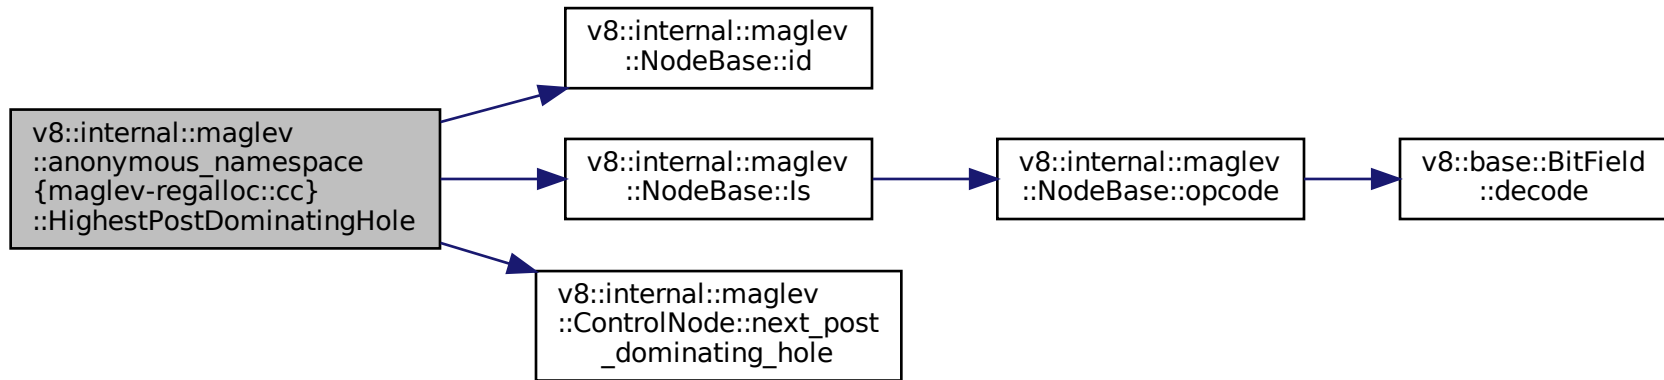 v8::internal::maglev
::anonymous_namespace
{maglev-regalloc::cc}
::HighestPostDominatingHole
v8::internal::maglev
::NodeBase::id
v8::internal::maglev
::NodeBase::Is
v8::internal::maglev
::NodeBase::opcode
v8::base::BitField
::decode
v8::internal::maglev
::ControlNode::next_post
_dominating_hole